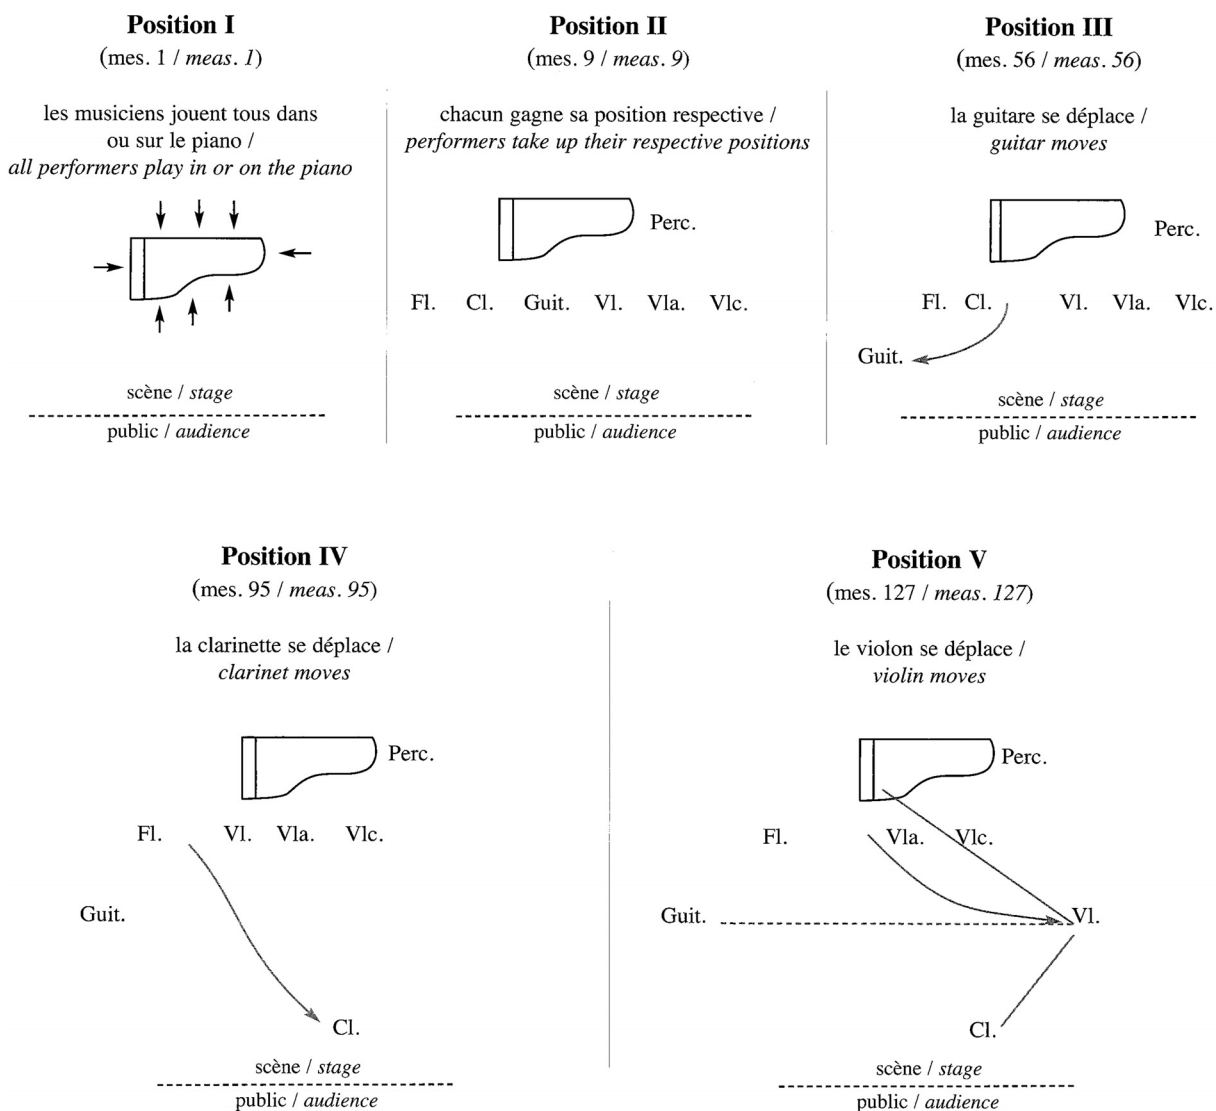 Position I
(mes. 1 / meas. 1)
les musiciens jouent tous dans
ou sur le piano /
all performers play in or on the piano
scène / stage
public / audience
Position II
(mes. 9 / meas. 9)
chacun gagne sa position respective /
performers take up their respective positions
Perc.
Fl. Cl. Guit. Vl. Vla. Vlc.
scène / stage
public / audience
Position III
(mes. 56 / meas. 56)
la guitare se déplace /
guitar moves
Perc.
Fl. Cl. Vl. Vla. Vlc.
Guit.
scène / stage
public / audience
Position IV
(mes. 95 / meas. 95)
la clarinette se déplace /
clarinet moves
Perc.
Fl. Vl. Vla. Vlc.
Guit.
Cl.
scène / stage
public / audience
Position V
(mes. 127 / meas. 127)
le violon se déplace /
violin moves
Perc.
Fl. Vla. Vlc.
Guit. Vl.
Cl.
scène / stage
public / audience